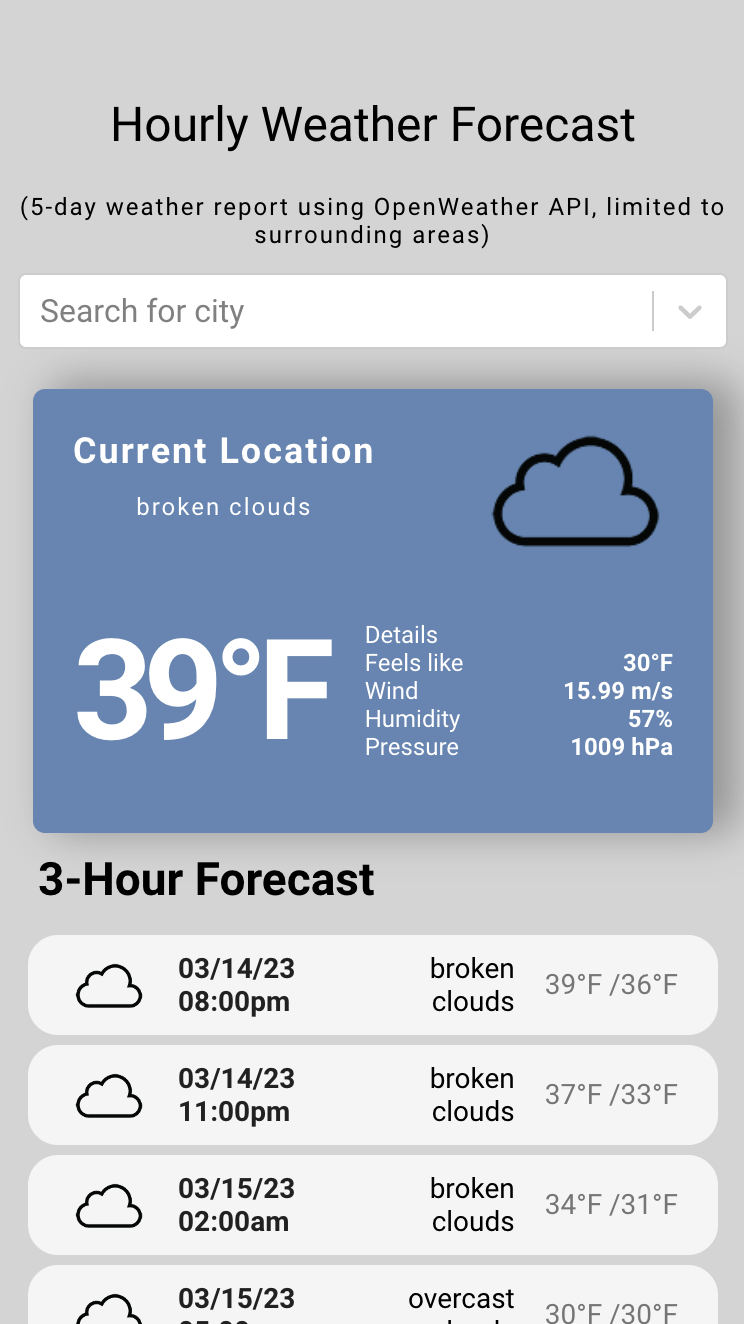 Hourly Weather Forecast
(5-day weather report using OpenWeather API, limited to
surrounding areas)
Search for city
Current Location
broken clouds
39°F
Details
Feels like 30°F
Wind 15.99 m/s
Humidity 57%
Pressure 1009 hPa
3-Hour Forecast
03/14/23 broken
08:00pm clouds
39°F /36°F
03/14/23 broken
11:00pm clouds
37°F /33°F
03/15/23 broken
02:00am clouds
34°F /31°F
03/15/23 overcast
30°F /30°F